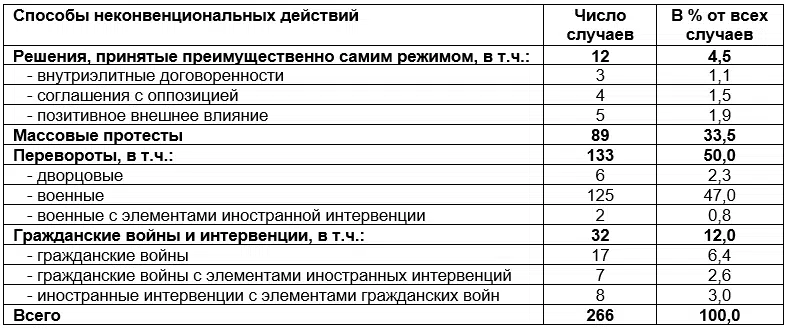 Способы неконвенциональных действий Число случаев В % от всех случаев
Решения, принятые преимущественно самим режимом, в т.ч.: 12 4,5
- внутриэлитные договоренности 3 1,1
- соглашения с оппозицией 4 1,5
- позитивное внешнее влияние 5 1,9
Массовые протесты 89 33,5
Перевороты, в т.ч.: 133 50,0
- дворцовые 6 2,3
- военные 125 47,0
- военные с элементами иностранной интервенции 2 0,8
Гражданские войны и интервенции, в т.ч.: 32 12,0
- гражданские войны 17 6,4
- гражданские войны с элементами иностранных интервенций 7 2,6
- иностранные интервенции с элементами гражданских войн 8 3,0
Всего 266 100,0